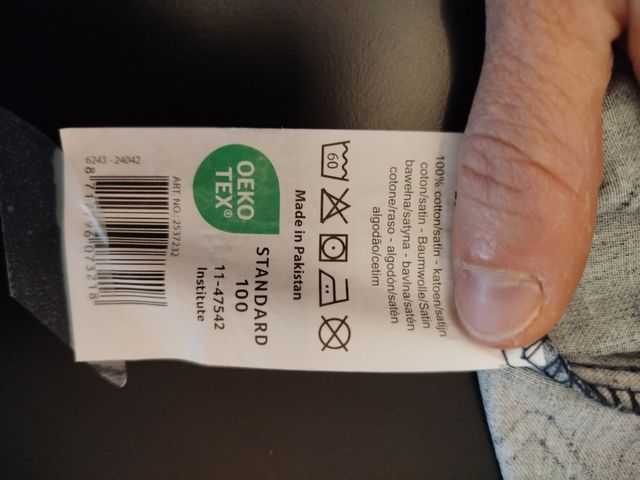 100% cotton/satin - katoen/satijn
coton/satin - Baumwolle/Satin
bawełna/satyna - bavlna/satén
cotone/raso - algodón/satén
algodão/cetim
60
Made in Pakistan
OEKO
TEX®
STANDARD
100
11-47542
Institute
ART NO. 2537232
6243 - 24042